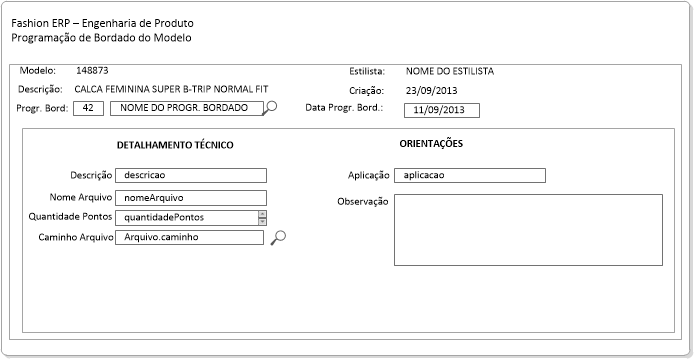 Fashion ERP – Engenharia de Produto
Programação de Bordado do Modelo
Modelo: 148873 Estilista: NOME DO ESTILISTA
Descrição: CALCA FEMININA SUPER B-TRIP NORMAL FIT Criação: 23/09/2013
Progr. Bord: 42 NOME DO PROGR. BORDADO Data Progr. Bord.: 11/09/2013
DETALHAMENTO TÉCNICO ORIENTAÇÕES
Descrição descricao Aplicação aplicacao
Nome Arquivo nomeArquivo Observação
Quantidade Pontos quantidadePontos
Caminho Arquivo Arquivo.caminho